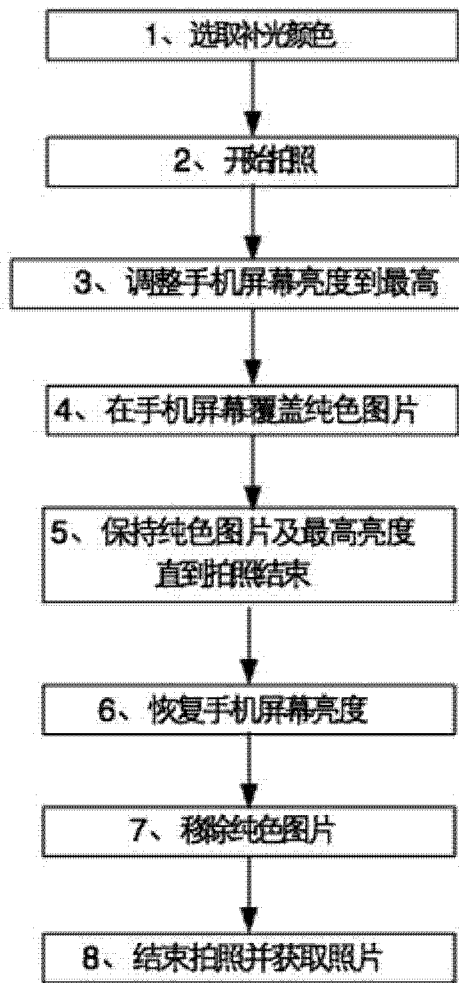 1、选取补光颜色
2、开始拍照
3、调整手机屏幕亮度到最高
4、在手机屏幕覆盖纯色图片
5、保持纯色图片及最高亮度
直到拍照结束
6、恢复手机屏幕亮度
7、移除纯色图片
8、结束拍照并获取照片